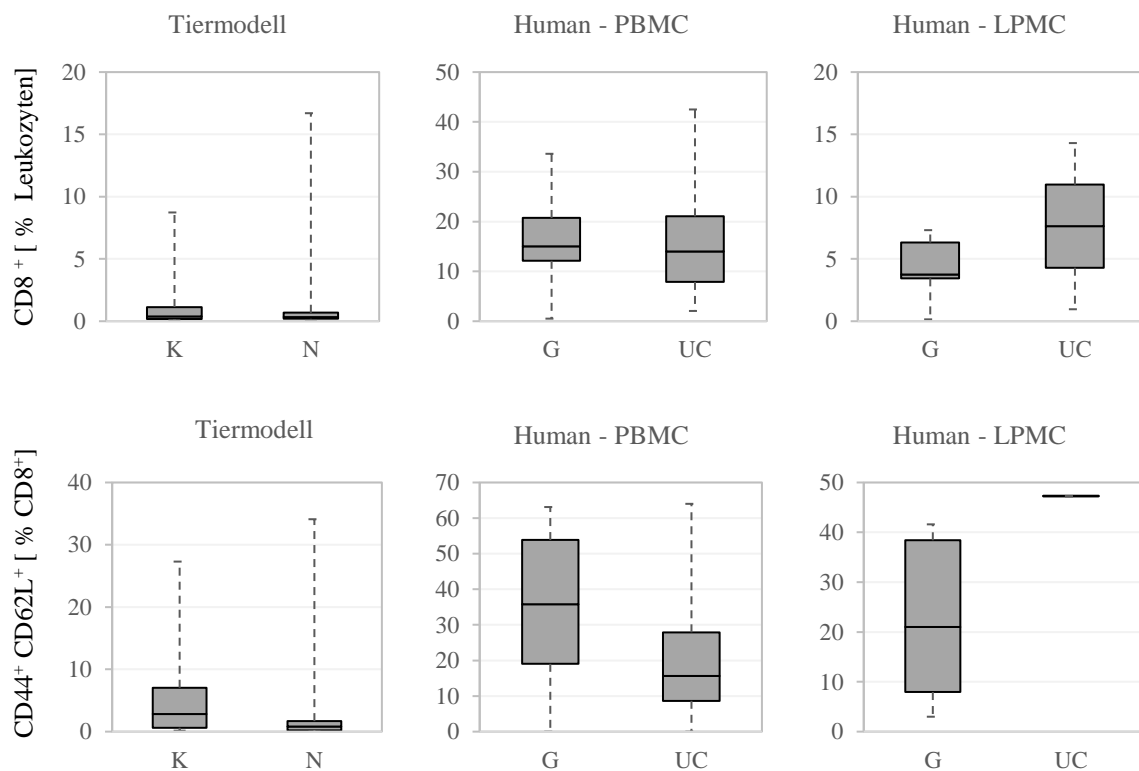 Tiermodell
Human - PBMC
Human - LPMC
CD8 ⁺ [ % Leukozyten]
20
15
10
5
0
K
N
50
40
30
20
10
0
G
UC
20
15
10
5
0
G
UC
Tiermodell
Human - PBMC
Human - LPMC
CD44⁺ CD62L⁺ [ % CD8⁺]
40
30
20
10
0
K
N
70
60
50
40
30
20
10
0
G
UC
50
40
30
20
10
0
G
UC